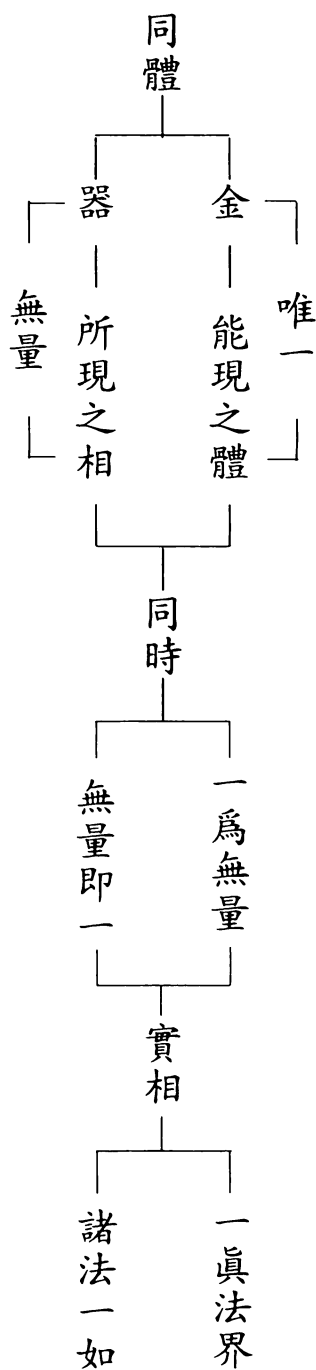 同體
唯一
金
能現之體
器
所現之相
無量
同時
一爲無量
無量即一
實相
一眞法界
諸法一如